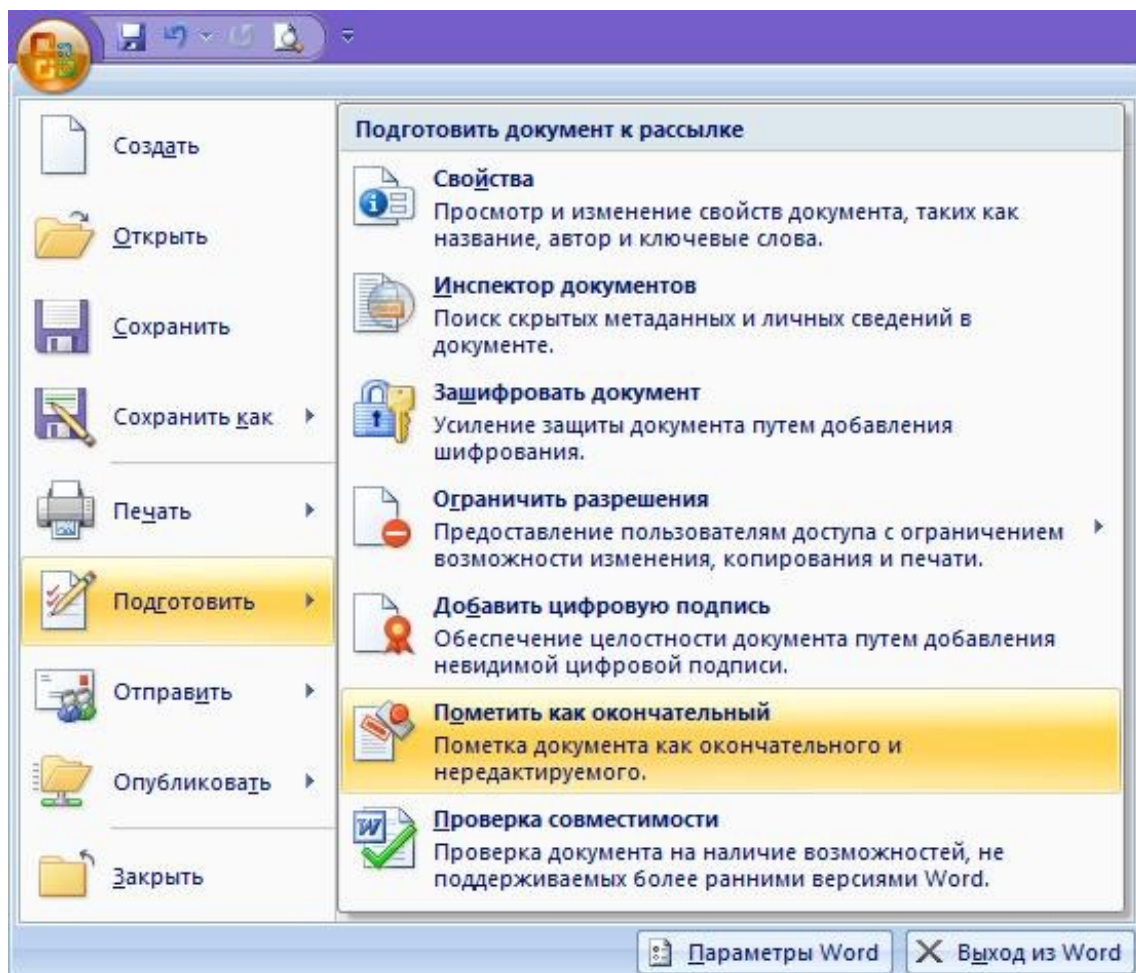 Создать
Открыть
Сохранить
Сохранить как
Печать
Подготовить
Отправить
Опубликовать
Закрыть
Подготовить документ к рассылке
Свойства
Просмотр и изменение свойств документа, таких как
название, автор и ключевые слова.
Инспектор документов
Поиск скрытых метаданных и личных сведений в
документе.
Зашифровать документ
Усиление защиты документа путем добавления
шифрования.
Ограничить разрешения
Предоставление пользователям доступа с ограничением
возможности изменения, копирования и печати.
Добавить цифровую подпись
Обеспечение целостности документа путем добавления
невидимой цифровой подписи.
Пометить как окончательный
Пометка документа как окончательного и
нередактируемого.
Проверка совместимости
Проверка документа на наличие возможностей, не
поддерживаемых более ранними версиями Word.
Параметры Word
Выход из Word